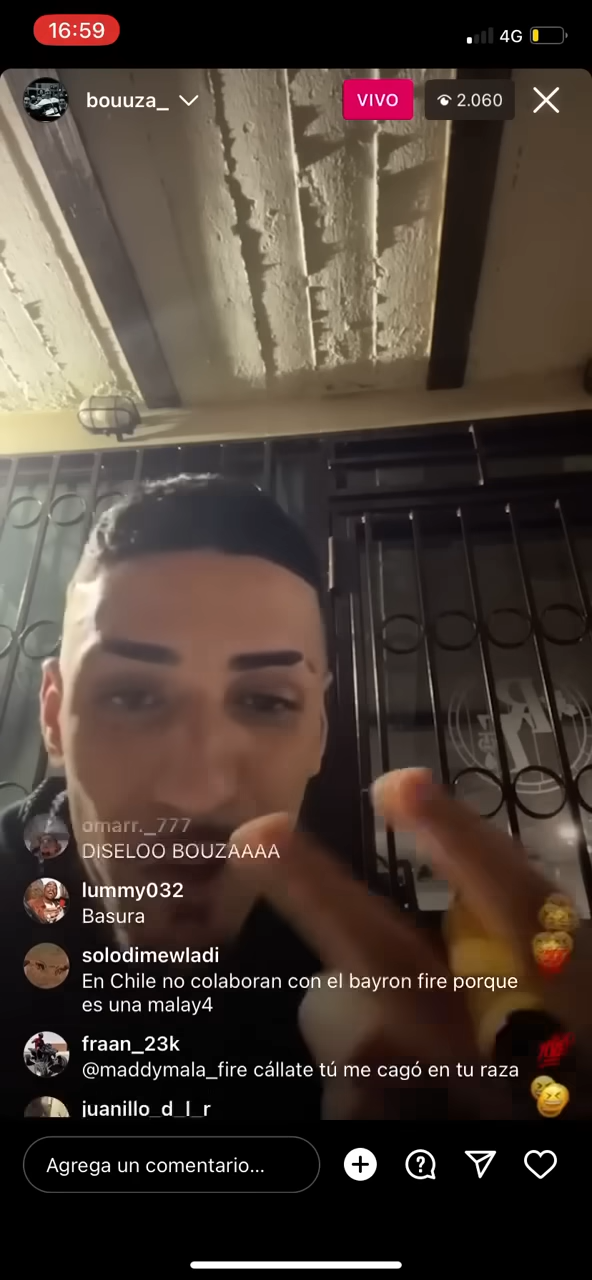 16:59
4G
bouuza_
VIVO
2.060
omarr._777
DISELOO BOUZAAAA
lummy032
Basura
solodimewladi
En Chile no colaboran con el bayron fire porque
es una malay4
fraan_23k
@maddymala_fire cállate tú me cagó en tu raza
juanillo_d_l_r
Agrega un comentario...